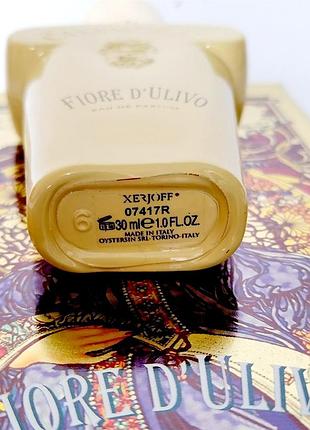 FIORE D'ULIVO
EAU DE PARFUM
XERJOFF®
07417R
30 ml e 1.0 FL.OZ.
MADE IN ITALY
OYSTERSIN SRL-TORINO-ITALY
6
FIORE D'ULIV